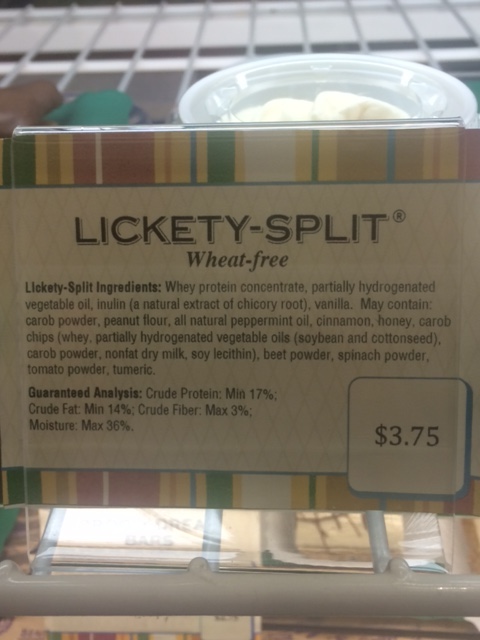 LICKETY-SPLIT®
Wheat-free
Lickety-Split Ingredients: Whey protein concentrate, partially hydrogenated
vegetable oil, inulin (a natural extract of chicory root), vanilla. May contain:
carob powder, peanut flour, all natural peppermint oil, cinnamon, honey, carob
chips (whey, partially hydrogenated vegetable oils (soybean and cottonseed),
carob powder, nonfat dry milk, soy lecithin), beet powder, spinach powder,
tomato powder, tumeric.
Guaranteed Analysis: Crude Protein: Min 17%;
Crude Fat: Min 14%; Crude Fiber: Max 3%;
Moisture: Max 36%.
$3.75
BARS